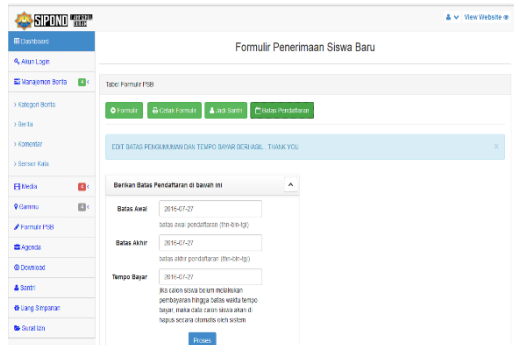 SIPOND
View Website
Dashboard
Formulir Penerimaan Siswa Baru
Akun Login
Manajemen Berita
Tabel Formulir PSB
> Kategori Berita
Formulir
Cetak Formulir
Jadi Santri
Batas Pendaftaran
> Berita
> Komentar
EDIT BATAS PENGUMUMAN DAN TEMPO BAYAR BERHASIL. THANK YOU
x
> Sensor Kata
Media
Berikan Batas Pendaftaran di bawah ini
Gammu
Batas Awal
2016-07-27
Formulir PSB
batas awal pendaftaran (thn-bln-tgl)
Agenda
Batas Akhir
2016-07-27
Download
batas akhir pendaftaran (thn-bln-tgl)
Santri
Tempo Bayar
2016-07-27
Uang Simpanan
jika calon siswa belum melakukan
pembayaran hingga batas waktu tempo
bayar, maka data calon siswa akan di
hapus secara otomatis oleh sistem
Surat Izin
Proses